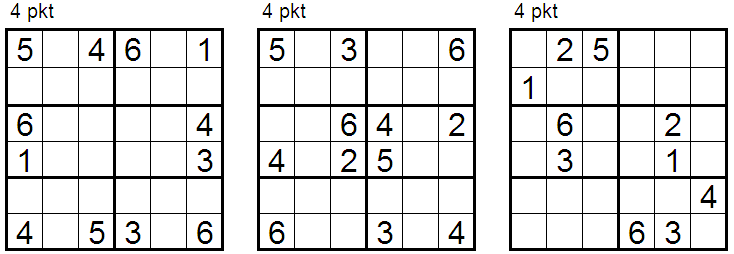 4 pkt 4 pkt 4 pkt
5 4 6 1 5 3 6 2 5
1
6 4 6 4 2 6 2
1 3 4 2 5 3 1
4
4 5 3 6 6 3 4 6 3